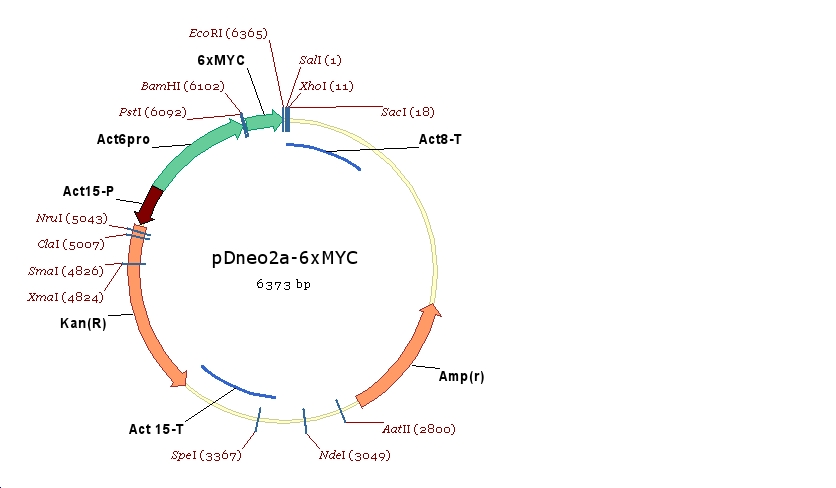 EcoRI (6365)
6xMYC
SalI (1)
BamHI (6102)
XhoI (11)
PstI (6092)
SacI (18)
Act6pro
Act8-T
Act15-P
NruI (5043)
ClaI (5007)
pDneo2a-6xMYC
SmaI (4826)
6373 bp
XmaI (4824)
Kan(R)
Amp(r)
Act 15-T
AatII (2800)
SpeI (3367)
NdeI (3049)